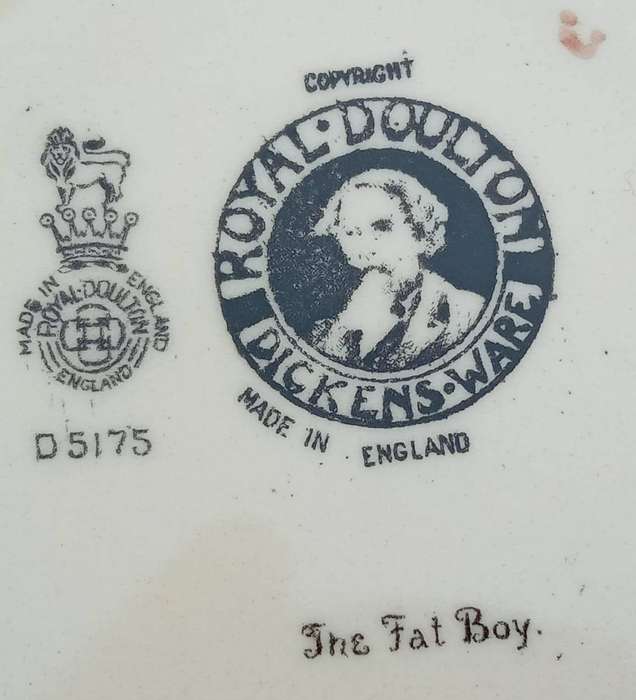 COPYRIGHT
ROYAL·DOULTON
DICKENS·WARE
MADE IN ENGLAND
MADE IN ENGLAND
ROYAL·DOULTON
ENGLAND
D5175
The Fat Boy.